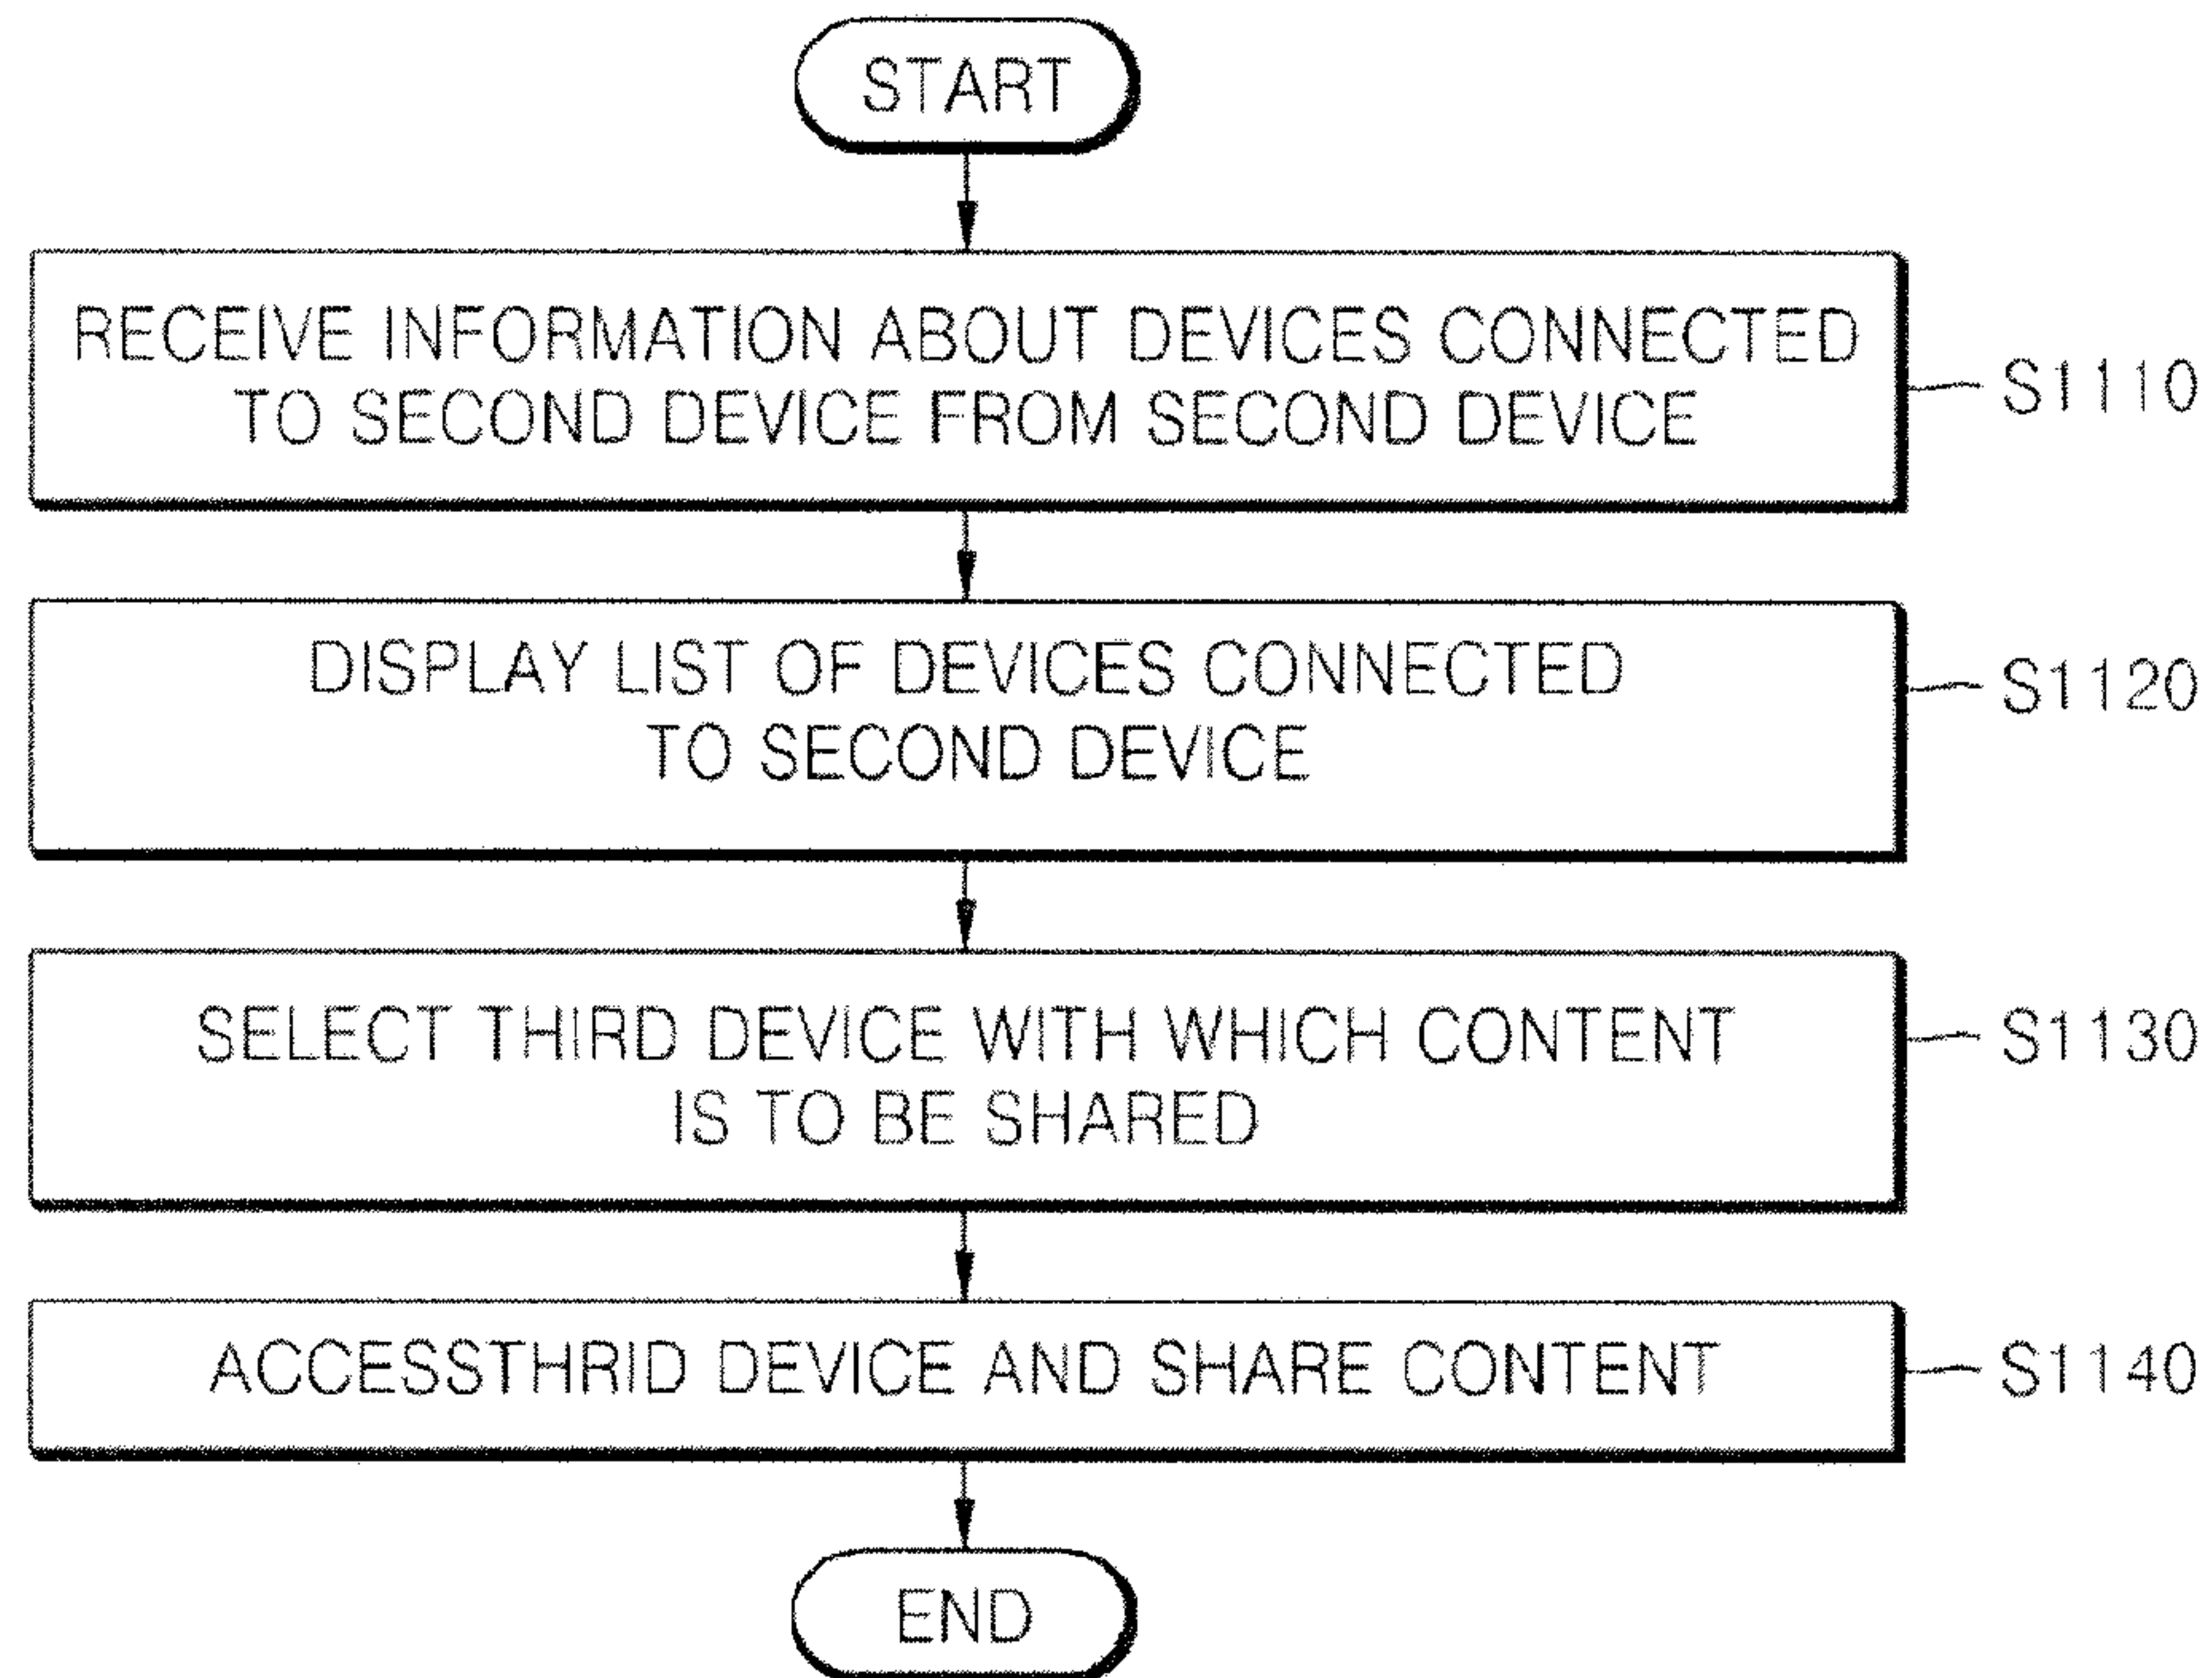 START
RECEIVE INFORMATION ABOUT DEVICES CONNECTED
TO SECOND DEVICE FROM SECOND DEVICE
S1110
DISPLAY LIST OF DEVICES CONNECTED
TO SECOND DEVICE
S1120
SELECT THIRD DEVICE WITH WHICH CONTENT
IS TO BE SHARED
S1130
ACCESSTHRID DEVICE AND SHARE CONTENT
S1140
END